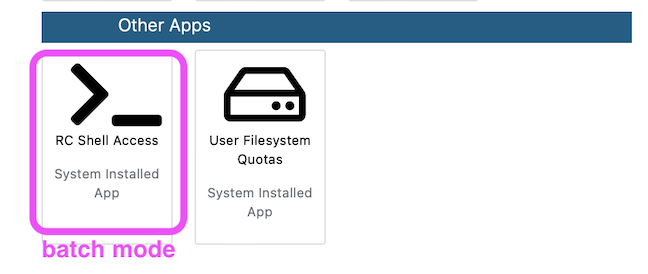 Other Apps
RC Shell Access
System Installed
App
User Filesystem
Quotas
System Installed
App
batch mode